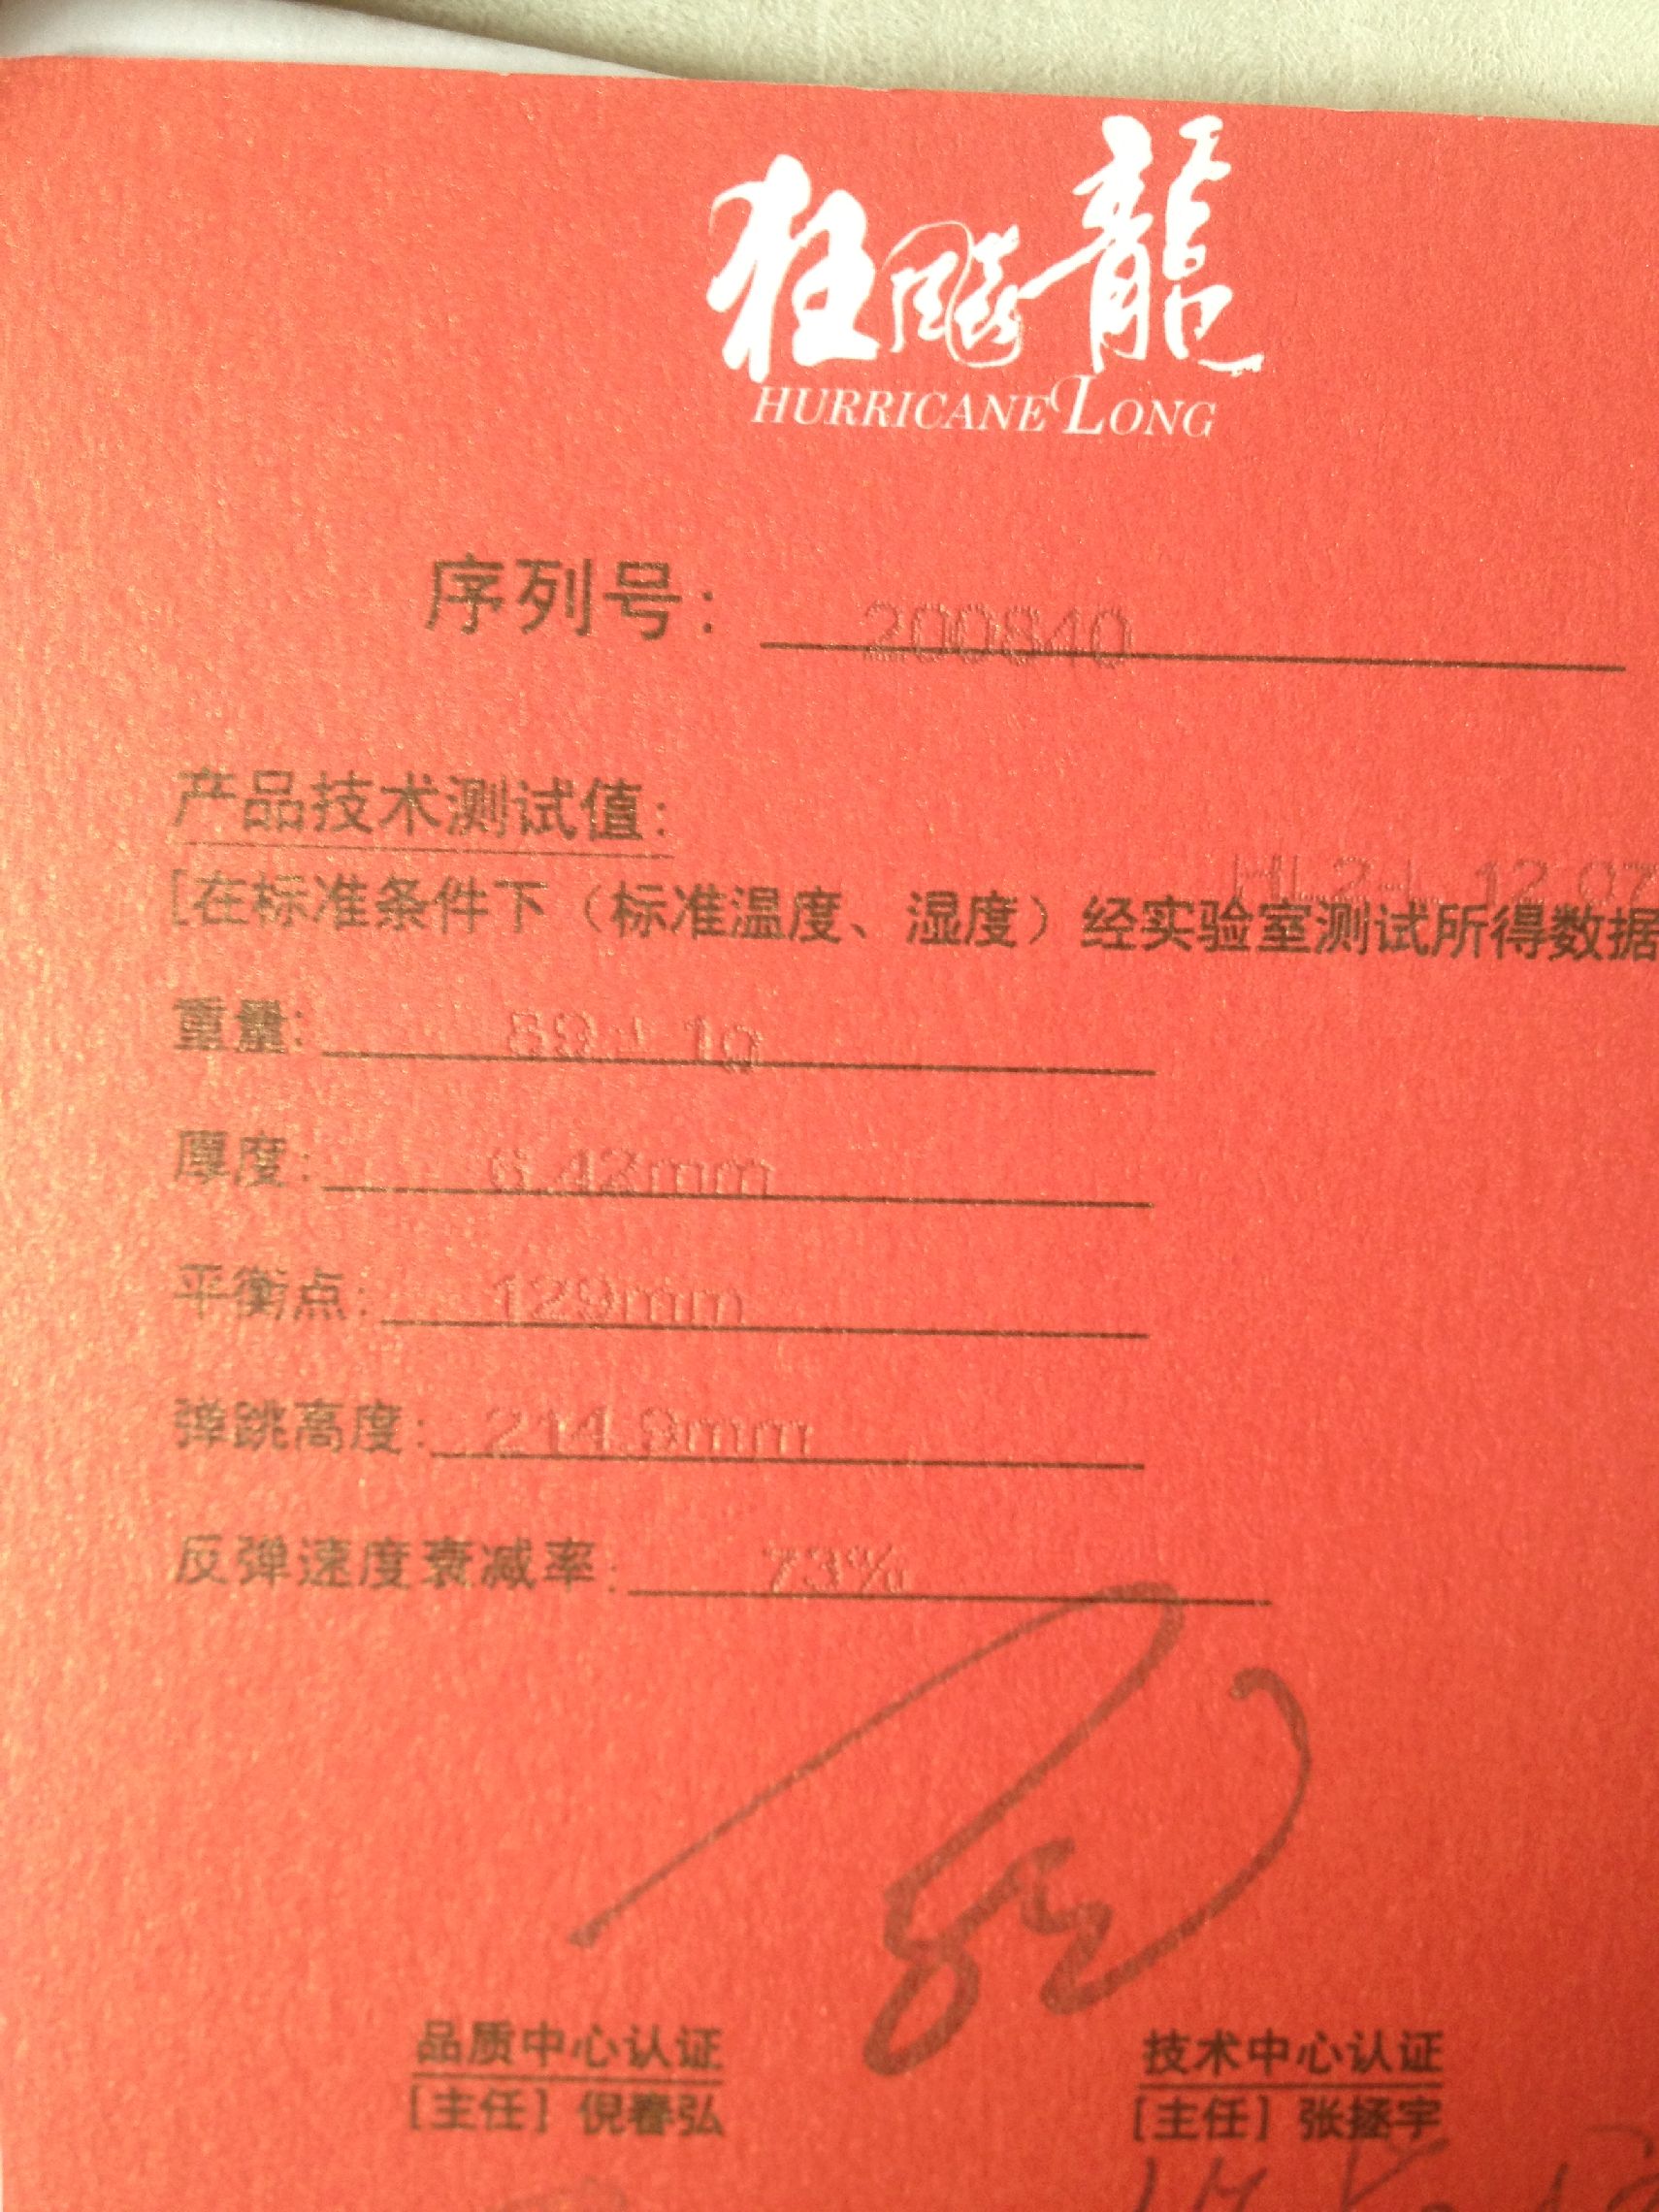 狂飚龍
HURRICANE LONG
序列号: 200840
产品技术测试值:
HL2-L 12.07
[在标准条件下（标准温度、湿度）经实验室测试所得数据
重量: 89±1g
厚度: 6.42mm
平衡点: 129mm
弹跳高度: 214.9mm
反弹速度衰减率: 73%
品质中心认证 技术中心认证
[主任] 倪春弘 [主任] 张拯宇